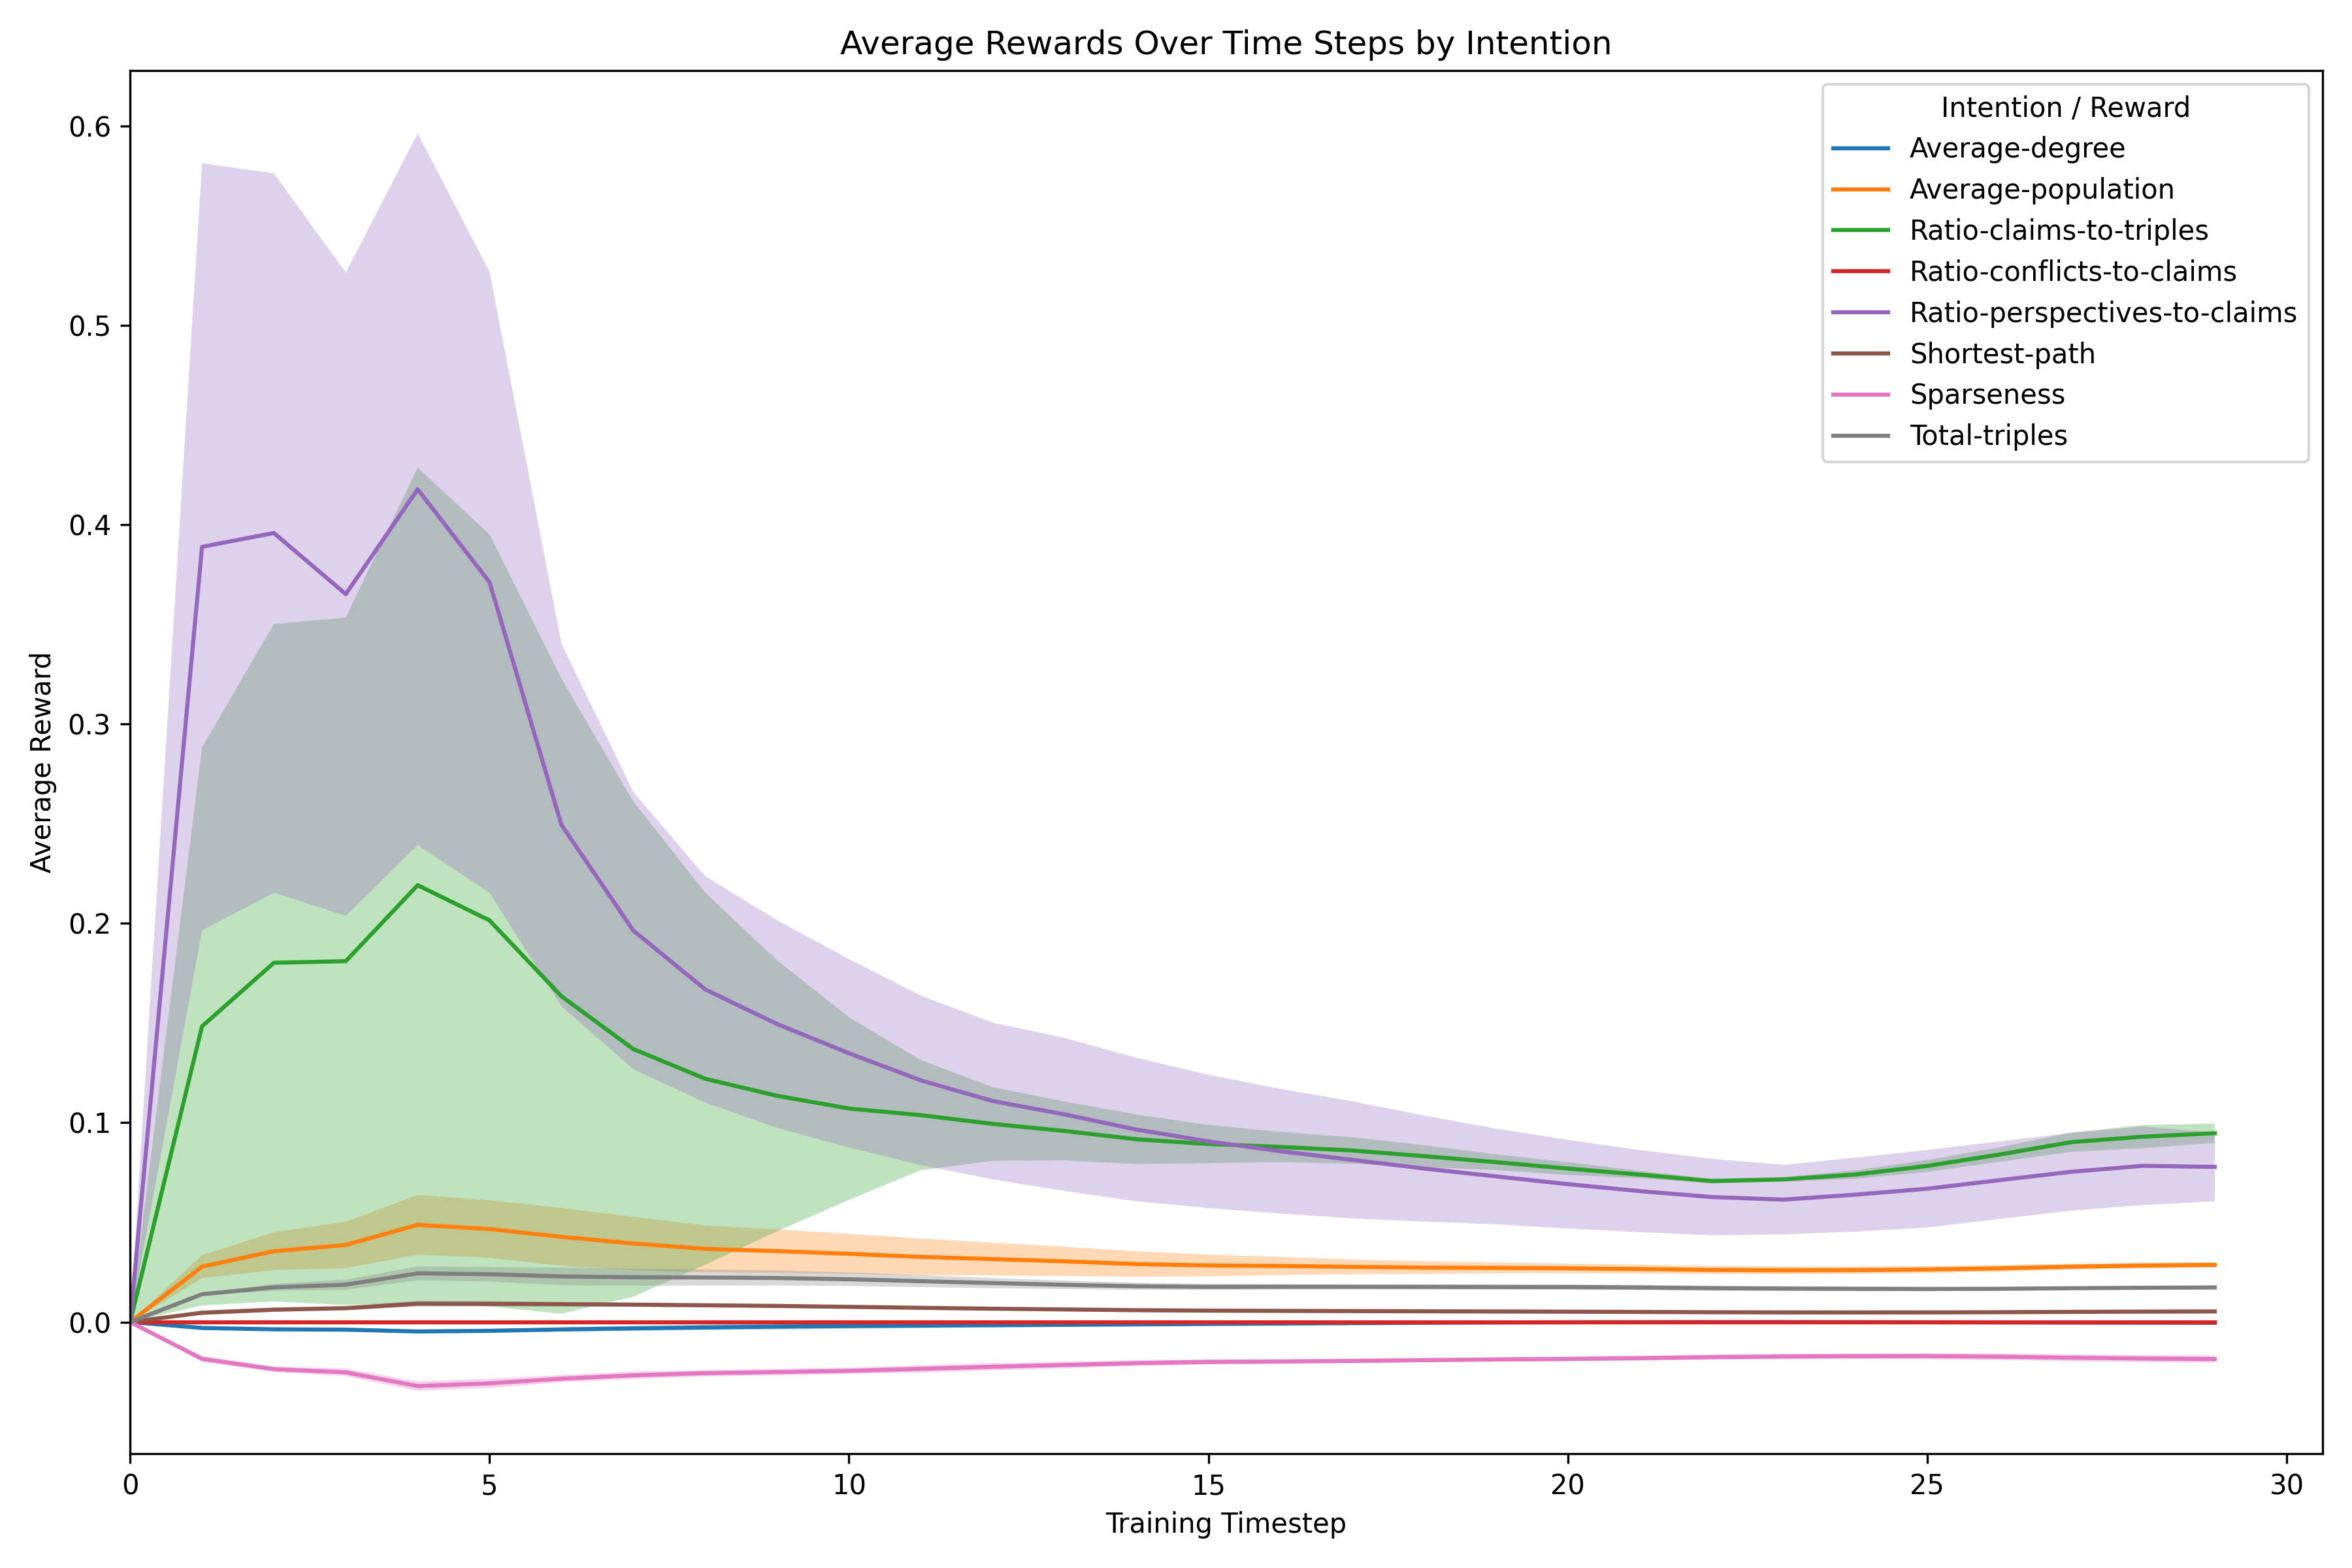 Average Rewards Over Time Steps by Intention
Intention / Reward
Average-degree
Average-population
Ratio-claims-to-triples
Ratio-conflicts-to-claims
Ratio-perspectives-to-claims
Shortest-path
Sparseness
Total-triples
Average Reward
0.6
0.5
0.4
0.3
0.2
0.1
0.0
0 5 10 15 20 25 30
Training Timestep